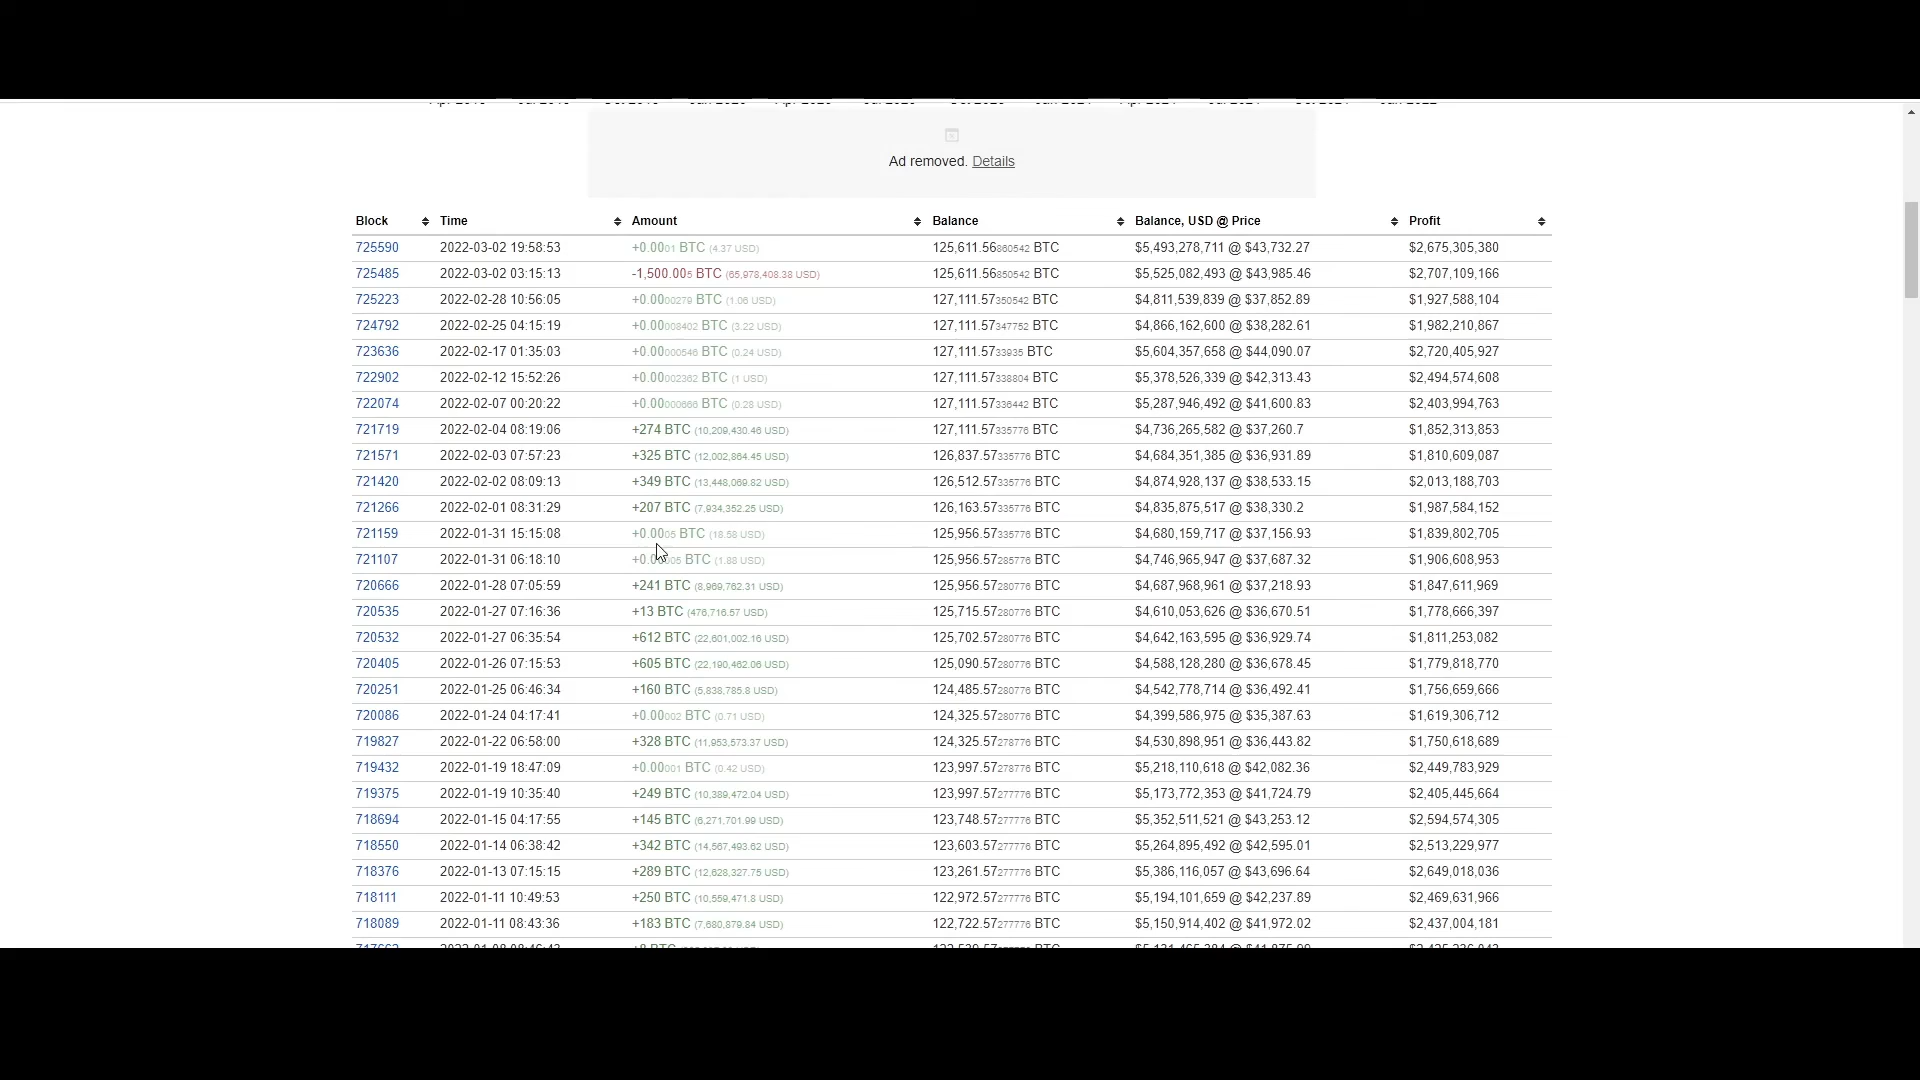 Ad removed. Details
Block Time Amount Balance Balance, USD @ Price Profit
725590 2022-03-02 19:58:53 +0.0001 BTC (4.37 USD) 125,611.56860542 BTC $5,493,278,711 @ $43,732.27 $2,675,305,380
725485 2022-03-02 03:15:13 -1,500.005 BTC (65,978,408.38 USD) 125,611.56850542 BTC $5,525,082,493 @ $43,985.46 $2,707,109,166
725223 2022-02-28 10:56:05 +0.0000279 BTC (1.06 USD) 127,111.57350542 BTC $4,811,539,839 @ $37,852.89 $1,927,588,104
724792 2022-02-25 04:15:19 +0.00008402 BTC (3.22 USD) 127,111.57347752 BTC $4,866,162,600 @ $38,282.61 $1,982,210,867
723636 2022-02-17 01:35:03 +0.00000546 BTC (0.24 USD) 127,111.5733935 BTC $5,604,357,658 @ $44,090.07 $2,720,405,927
722902 2022-02-12 15:52:26 +0.00002362 BTC (1 USD) 127,111.57338804 BTC $5,378,526,339 @ $42,313.43 $2,494,574,608
722074 2022-02-07 00:20:22 +0.00000666 BTC (0.28 USD) 127,111.57336442 BTC $5,287,946,492 @ $41,600.83 $2,403,994,763
721719 2022-02-04 08:19:06 +274 BTC (10,209,430.46 USD) 127,111.57335776 BTC $4,736,265,582 @ $37,260.7 $1,852,313,853
721571 2022-02-03 07:57:23 +325 BTC (12,002,864.45 USD) 126,837.57335776 BTC $4,684,351,385 @ $36,931.89 $1,810,609,087
721420 2022-02-02 08:09:13 +349 BTC (13,448,069.82 USD) 126,512.57335776 BTC $4,874,928,137 @ $38,533.15 $2,013,188,703
721266 2022-02-01 08:31:29 +207 BTC (7,934,352.25 USD) 126,163.57335776 BTC $4,835,875,517 @ $38,330.2 $1,987,584,152
721159 2022-01-31 15:15:08 +0.0005 BTC (18.58 USD) 125,956.57335776 BTC $4,680,159,717 @ $37,156.93 $1,839,802,705
721107 2022-01-31 06:18:10 BTC (1.88 USD) 125,956.57285776 BTC $4,746,965,947 @ $37,687.32 $1,906,608,953
720666 2022-01-28 07:05:59 +241 BTC (8,969,762.31 USD) 125,956.57280776 BTC $4,687,968,961 @ $37,218.93 $1,847,611,969
720535 2022-01-27 07:16:36 +13 BTC (476,716.57 USD) 125,715.57280776 BTC $4,610,053,626 @ $36,670.51 $1,778,666,397
720532 2022-01-27 06:35:54 +612 BTC (22,601,002.16 USD) 125,702.57280776 BTC $4,642,163,595 @ $36,929.74 $1,811,253,082
720405 2022-01-26 07:15:53 +605 BTC (22,190,462.06 USD) 125,090.57280776 BTC $4,588,128,280 @ $36,678.45 $1,779,818,770
720251 2022-01-25 06:46:34 +160 BTC (5,838,785.8 USD) 124,485.57280776 BTC $4,542,778,714 @ $36,492.41 $1,756,659,666
720086 2022-01-24 04:17:41 +0.00002 BTC (0.71 USD) 124,325.57280776 BTC $4,399,586,975 @ $35,387.63 $1,619,306,712
719827 2022-01-22 06:58:00 +328 BTC (11,953,573.37 USD) 124,325.57278776 BTC $4,530,898,951 @ $36,443.82 $1,750,618,689
719432 2022-01-19 18:47:09 +0.00001 BTC (0.42 USD) 123,997.57278776 BTC $5,218,110,618 @ $42,082.36 $2,449,783,929
719375 2022-01-19 10:35:40 +249 BTC (10,389,472.04 USD) 123,997.57277776 BTC $5,173,772,353 @ $41,724.79 $2,405,445,664
718694 2022-01-15 04:17:55 +145 BTC (6,271,701.99 USD) 123,748.57277776 BTC $5,352,511,521 @ $43,253.12 $2,594,574,305
718550 2022-01-14 06:38:42 +342 BTC (14,567,493.62 USD) 123,603.57277776 BTC $5,264,895,492 @ $42,595.01 $2,513,229,977
718376 2022-01-13 07:15:15 +289 BTC (12,628,327.75 USD) 123,261.57277776 BTC $5,386,116,057 @ $43,696.64 $2,649,018,036
718111 2022-01-11 10:49:53 +250 BTC (10,559,471.8 USD) 122,972.57277776 BTC $5,194,101,659 @ $42,237.89 $2,469,631,966
718089 2022-01-11 08:43:36 +183 BTC (7,680,879.84 USD) 122,722.57277776 BTC $5,150,914,402 @ $41,972.02 $2,437,004,181